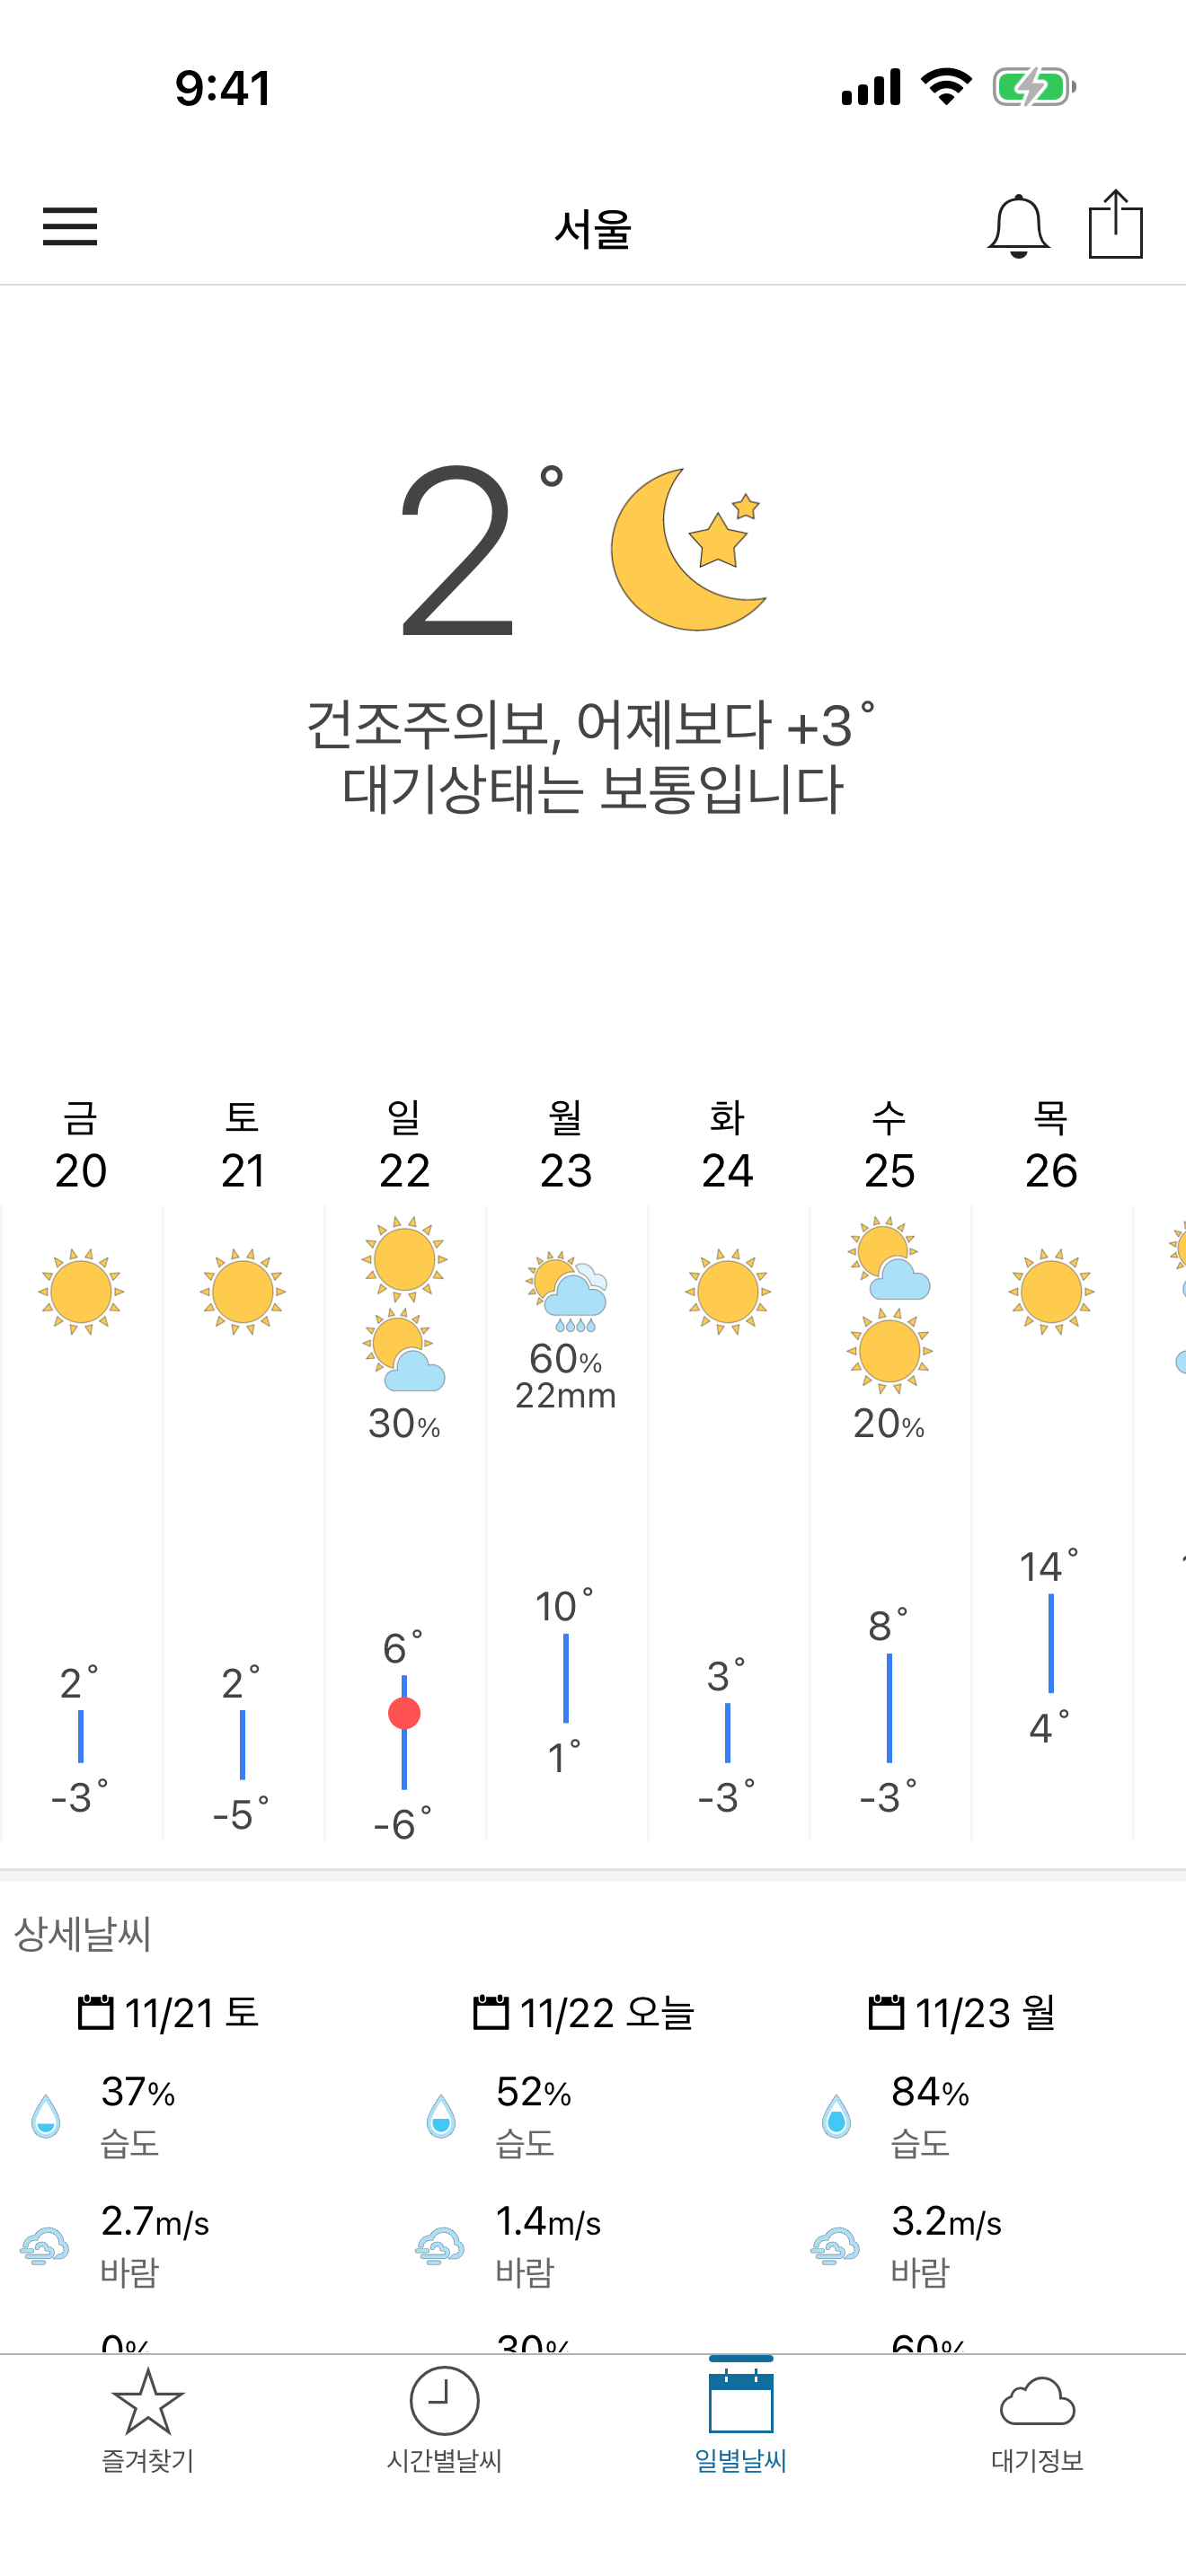 9:41
서울
2°
건조주의보, 어제보다 +3°
대기상태는 보통입니다
금 토 일 월 화 수 목
20 21 22 23 24 25 26
60%
22mm
30% 20%
14°
10°
8°
6°
2° 2° 3°
1° 4°
-3° -5° -6° -3° -3°
상세날씨
11/21 토 11/22 오늘 11/23 월
37% 52% 84%
습도 습도 습도
2.7m/s 1.4m/s 3.2m/s
바람 바람 바람
0% 30% 60%
즐겨찾기 시간별날씨 일별날씨 대기정보